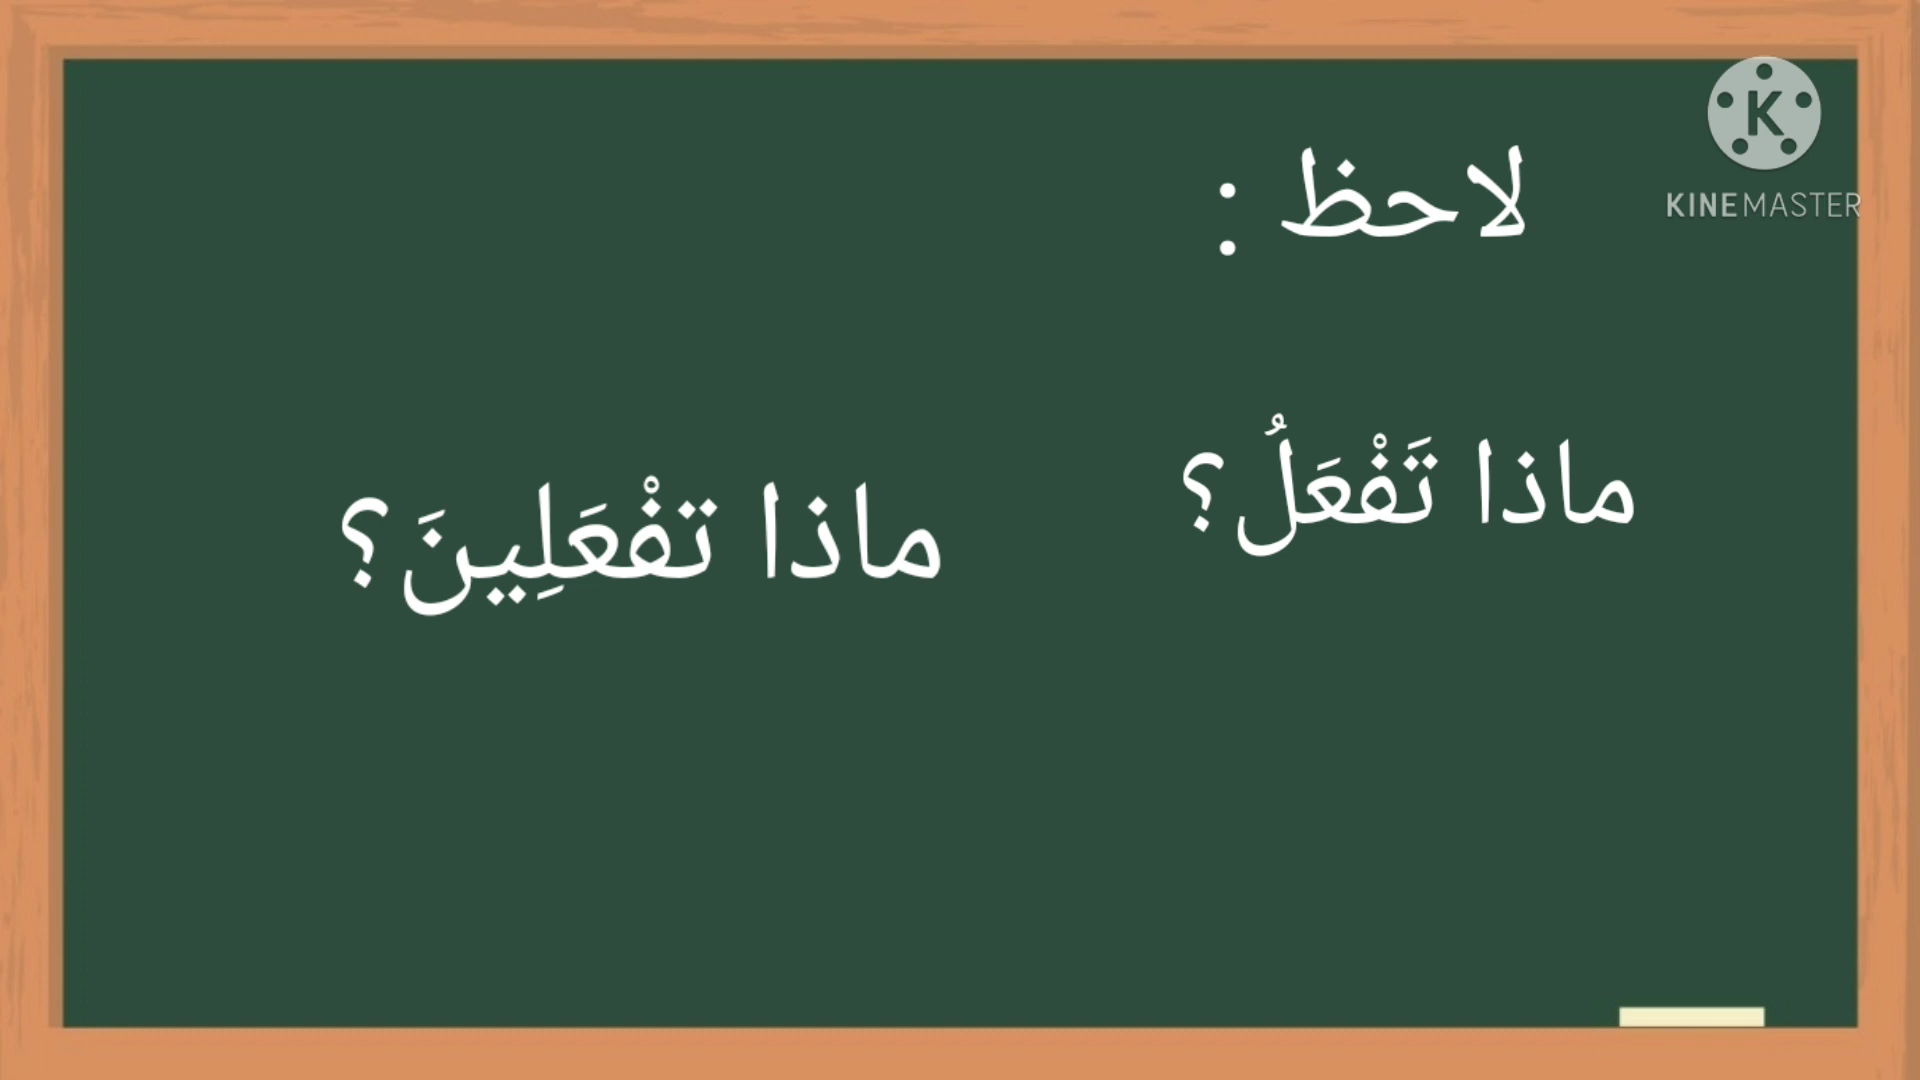 لاحظ :
ماذا تَفْعَلُ ؟
ماذا تفْعَلِينَ ؟
K
KINEMASTER